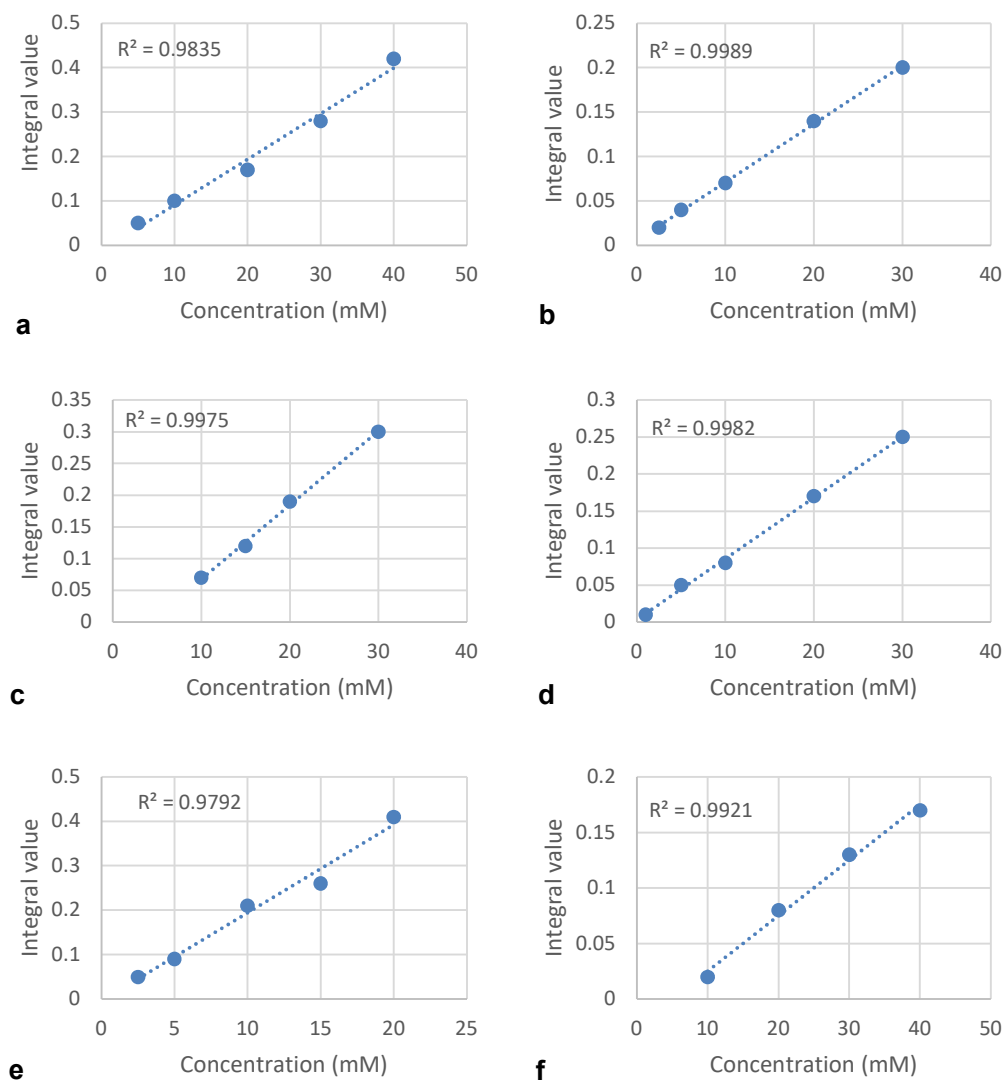 R² = 0.9835
Integral value
0.5
0.4
0.3
0.2
0.1
0
0 10 20 30 40 50
Concentration (mM)
a
R² = 0.9989
Integral value
0.25
0.2
0.15
0.1
0.05
0
0 10 20 30 40
Concentration (mM)
b
R² = 0.9975
Integral value
0.35
0.3
0.25
0.2
0.15
0.1
0.05
0
0 10 20 30 40
Concentration (mM)
c
R² = 0.9982
Integral value
0.3
0.25
0.2
0.15
0.1
0.05
0
0 10 20 30 40
Concentration (mM)
d
R² = 0.9792
Integral value
0.5
0.4
0.3
0.2
0.1
0
0 5 10 15 20 25
Concentration (mM)
e
R² = 0.9921
Integral value
0.2
0.15
0.1
0.05
0
0 10 20 30 40 50
Concentration (mM)
f